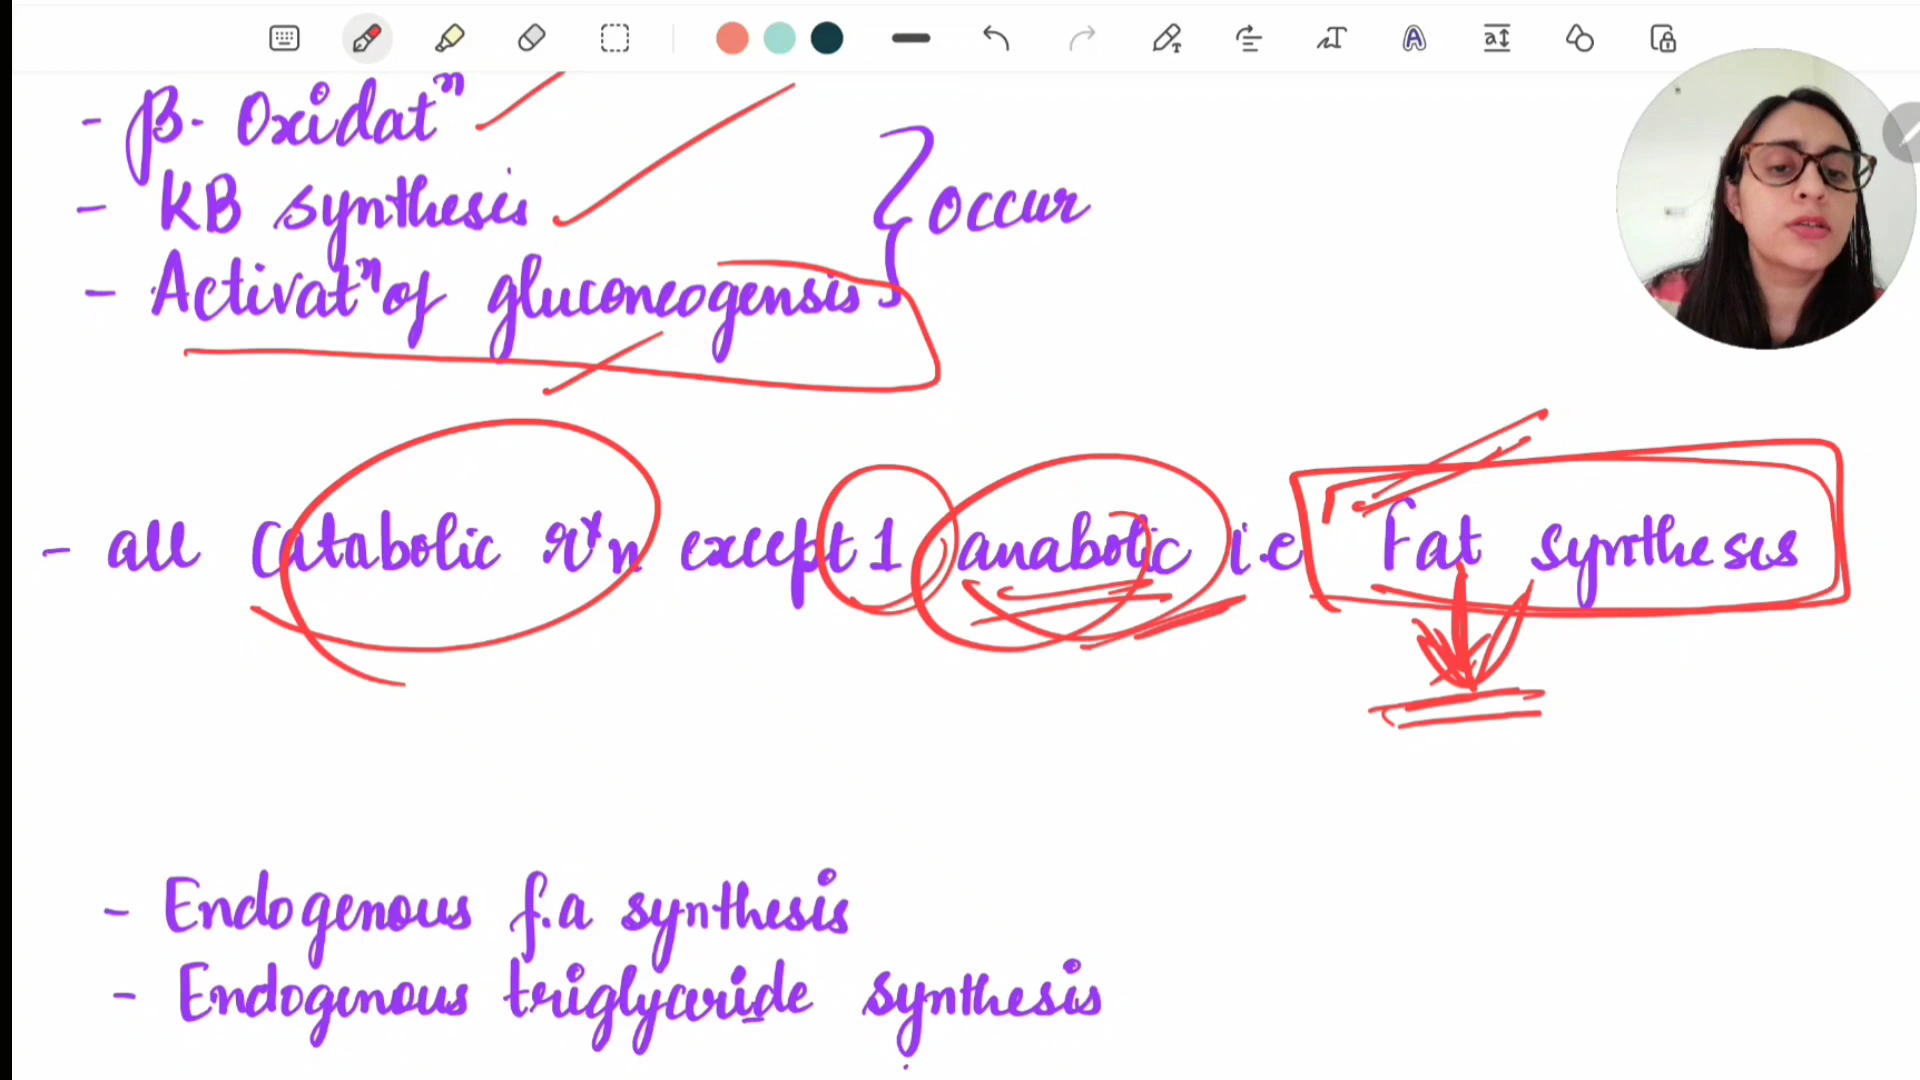 - β- Oxidatⁿ
- KB synthesis
- Activatⁿ of gluconeogensis } occur
- all catabolic rxn except 1 anabolic i.e Fat synthesis
- Endogenous f.a synthesis
- Endogenous triglyceride synthesis